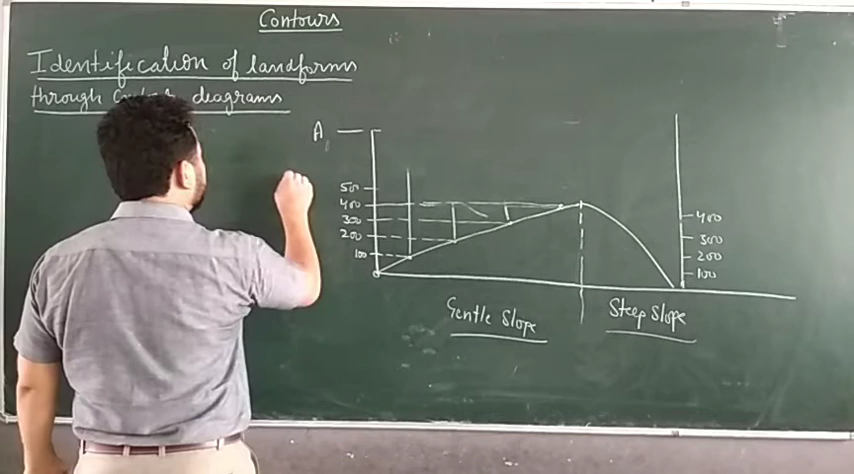 Contours
Identification of landforms
through diagrams
A
500
400
300
200
100
400
300
200
100
Gentle Slope
Steep Slope